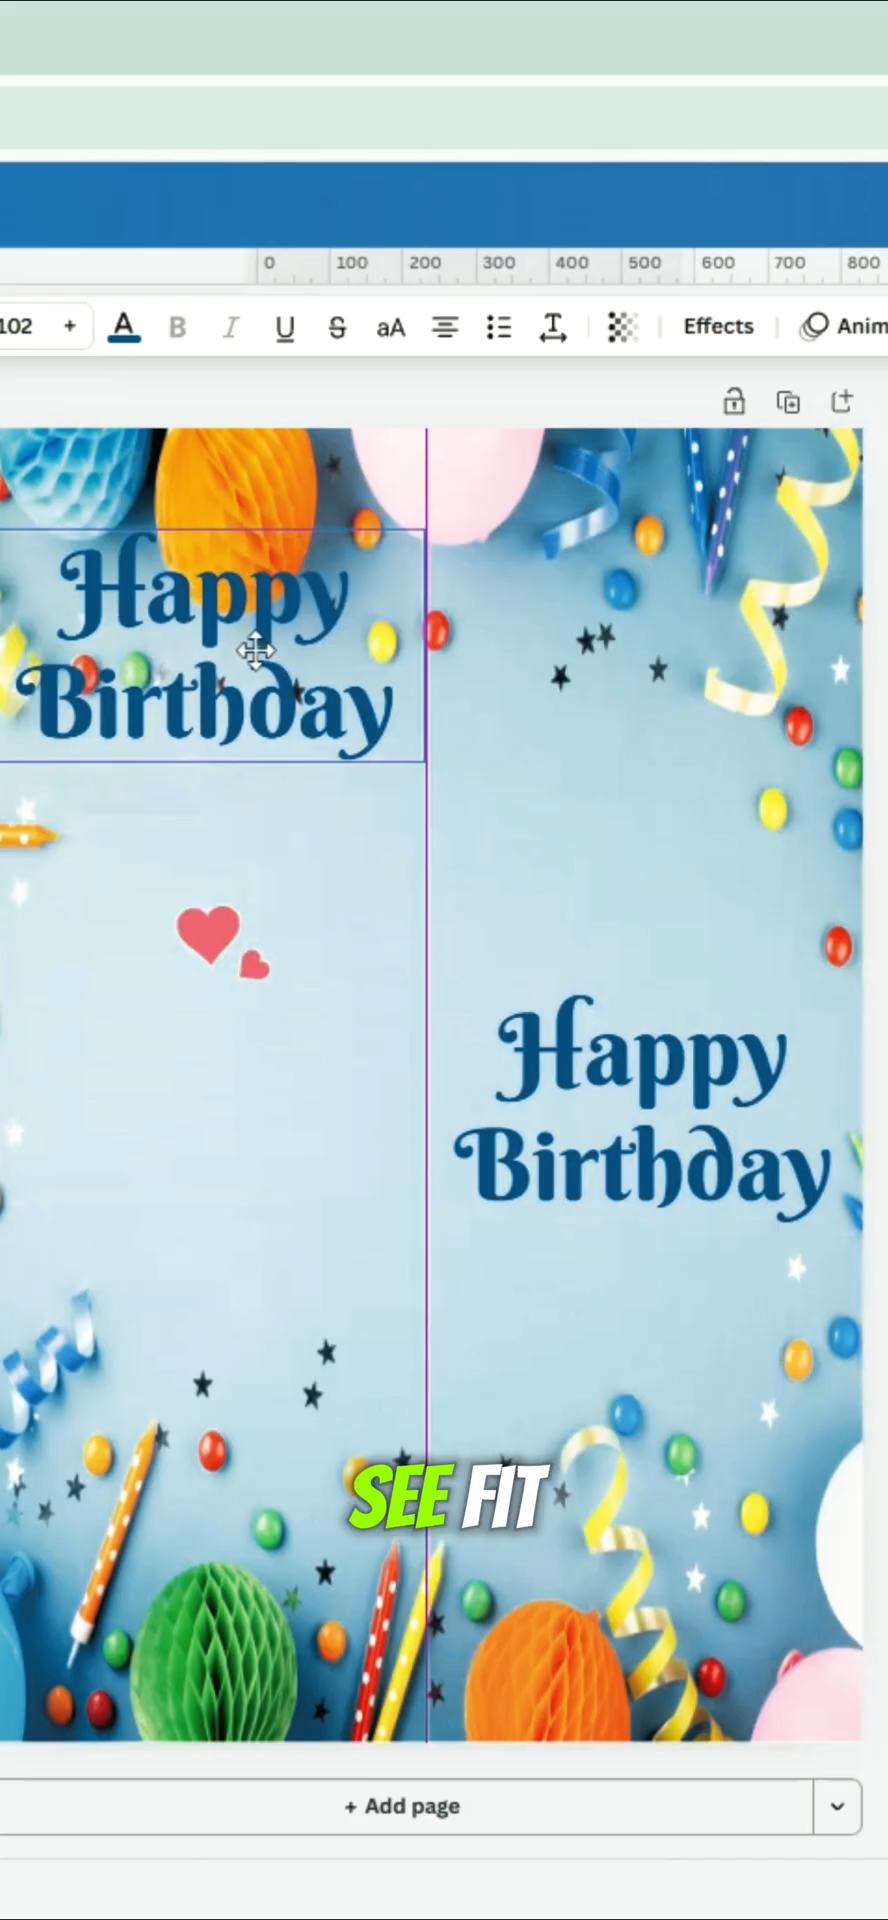 0 100 200 300 400 500 600 700 800
102 + A B I U S aA T Effects Anim
Happy
Birthday
Happy
Birthday
SEE FIT
+ Add page